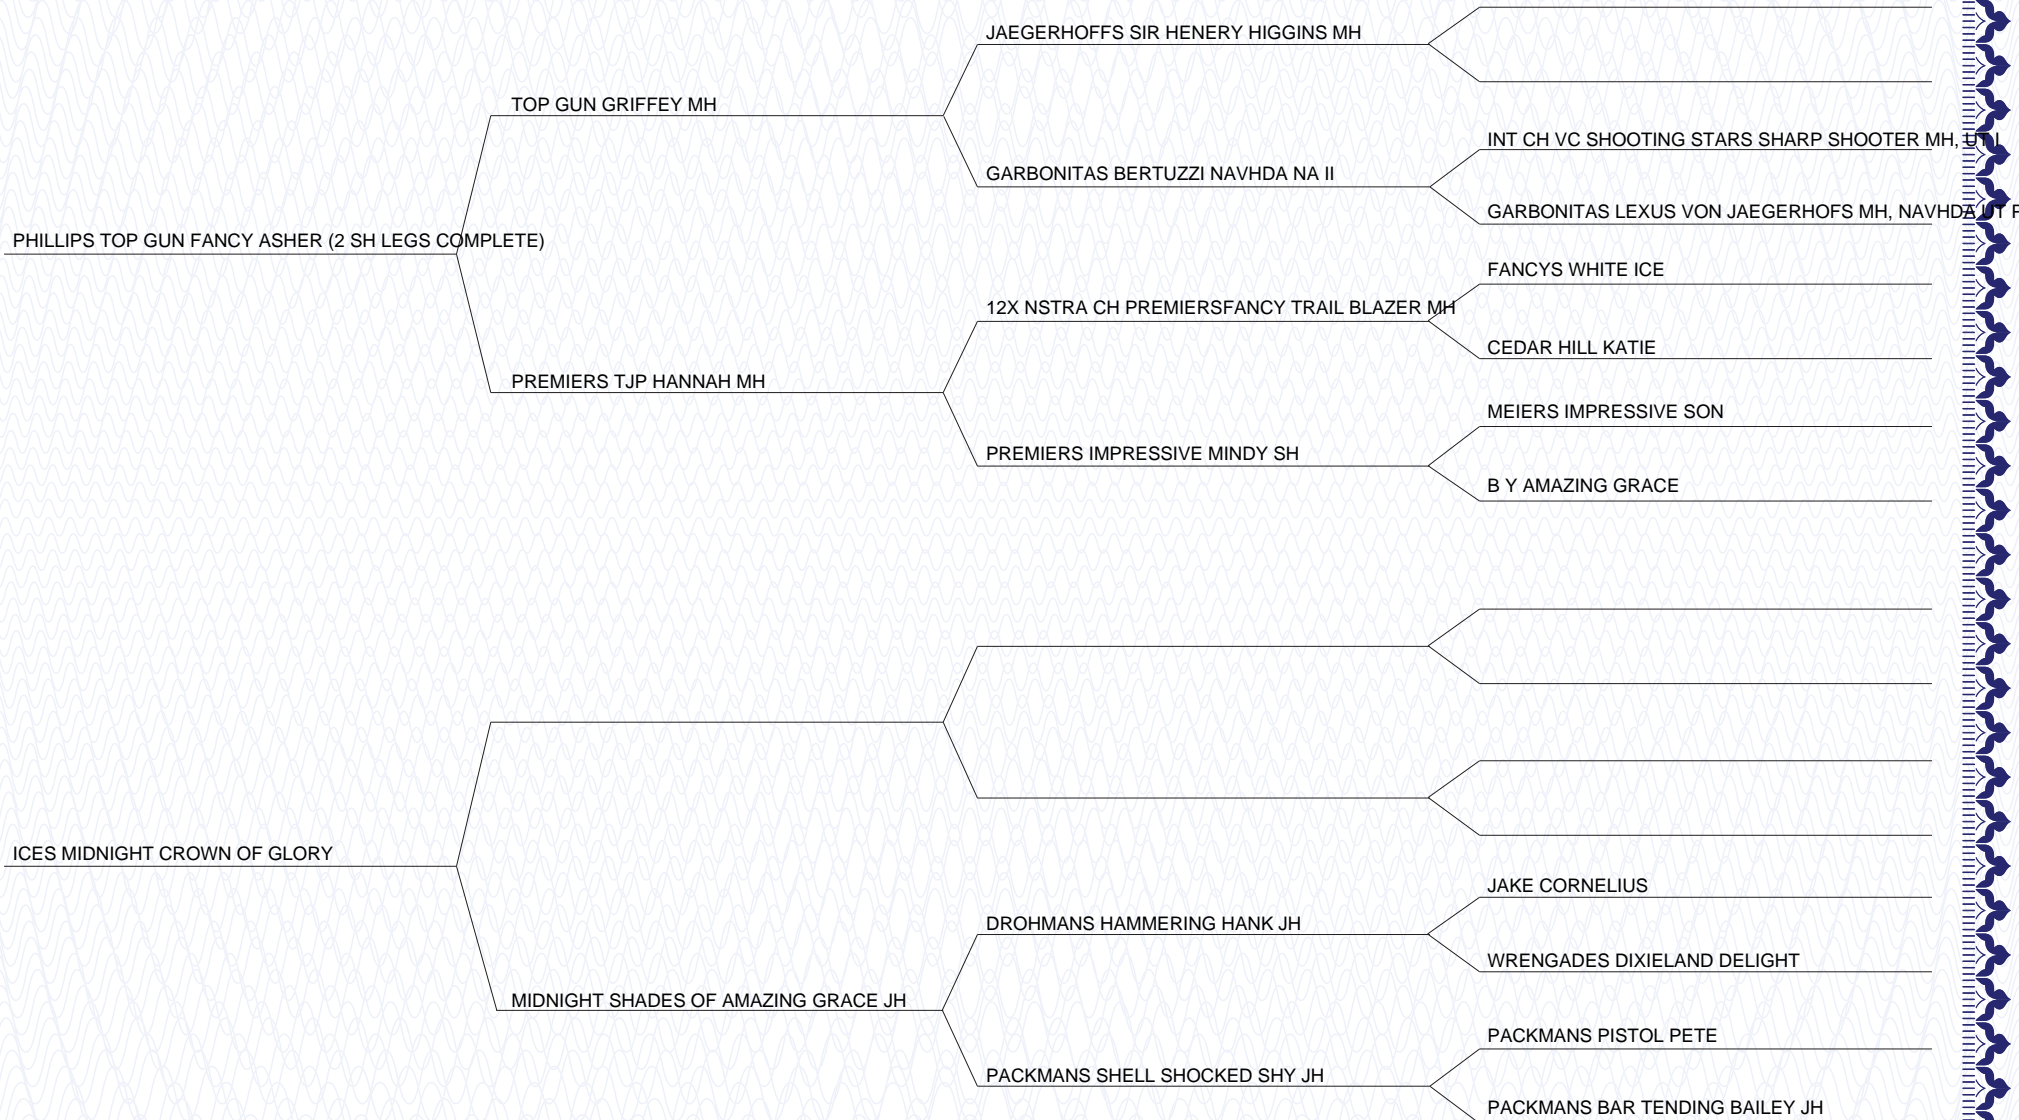 JAEGERHOFFS SIR HENERY HIGGINS MH
TOP GUN GRIFFEY MH
INT CH VC SHOOTING STARS SHARP SHOOTER MH, UT I
GARBONITAS BERTUZZI NAVHDA NA II
GARBONITAS LEXUS VON JAEGERHOFS MH, NAVHDA UT
PHILLIPS TOP GUN FANCY ASHER (2 SH LEGS COMPLETE)
FANCYS WHITE ICE
12X NSTRA CH PREMIERSFANCY TRAIL BLAZER MH
CEDAR HILL KATIE
PREMIERS TJP HANNAH MH
MEIERS IMPRESSIVE SON
PREMIERS IMPRESSIVE MINDY SH
B Y AMAZING GRACE
ICES MIDNIGHT CROWN OF GLORY
JAKE CORNELIUS
DROHMANS HAMMERING HANK JH
WRENGADES DIXIELAND DELIGHT
MIDNIGHT SHADES OF AMAZING GRACE JH
PACKMANS PISTOL PETE
PACKMANS SHELL SHOCKED SHY JH
PACKMANS BAR TENDING BAILEY JH